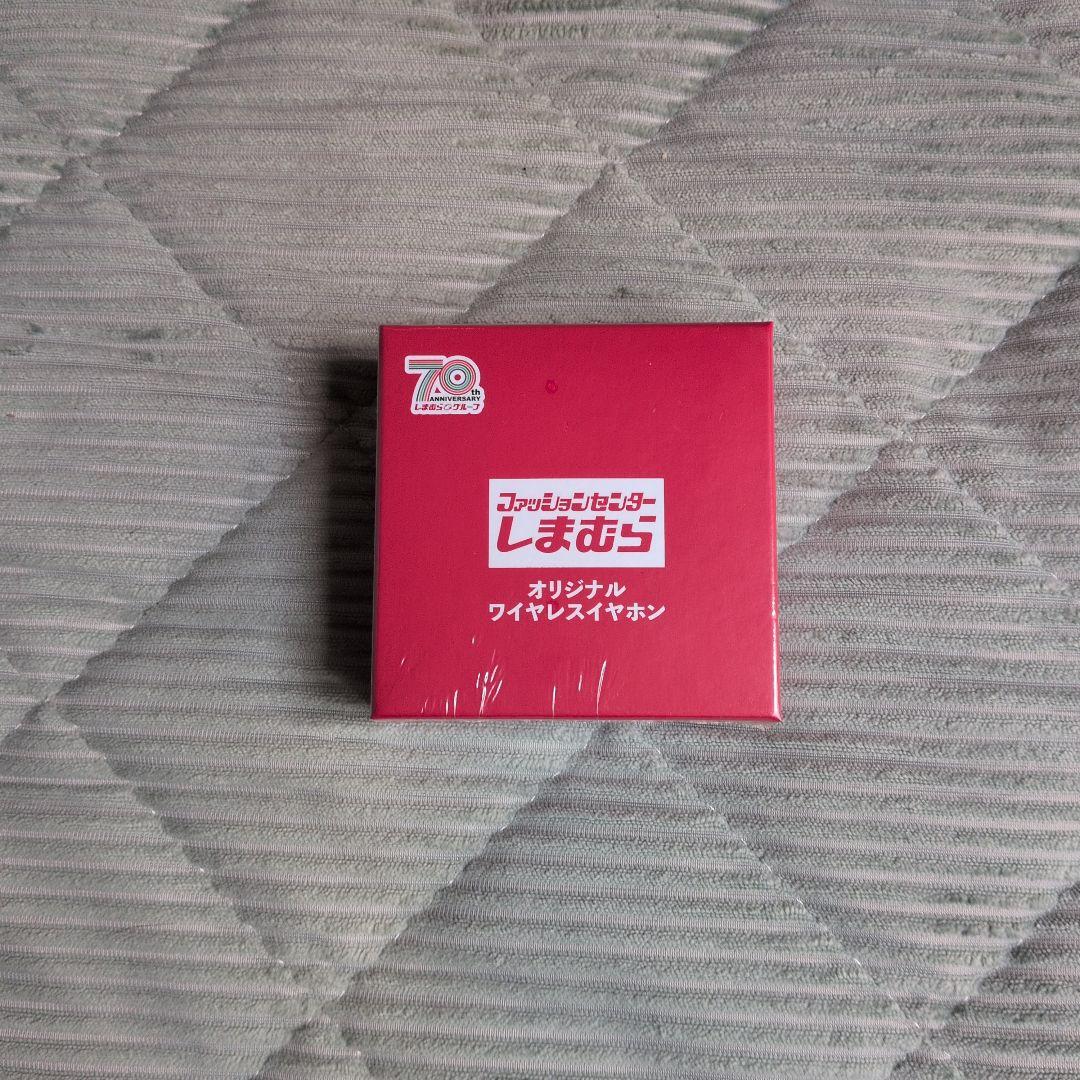 70th
ANNIVERSARY
しまむらグループ
ファッションセンター
しまむら
オリジナル
ワイヤレスイヤホン